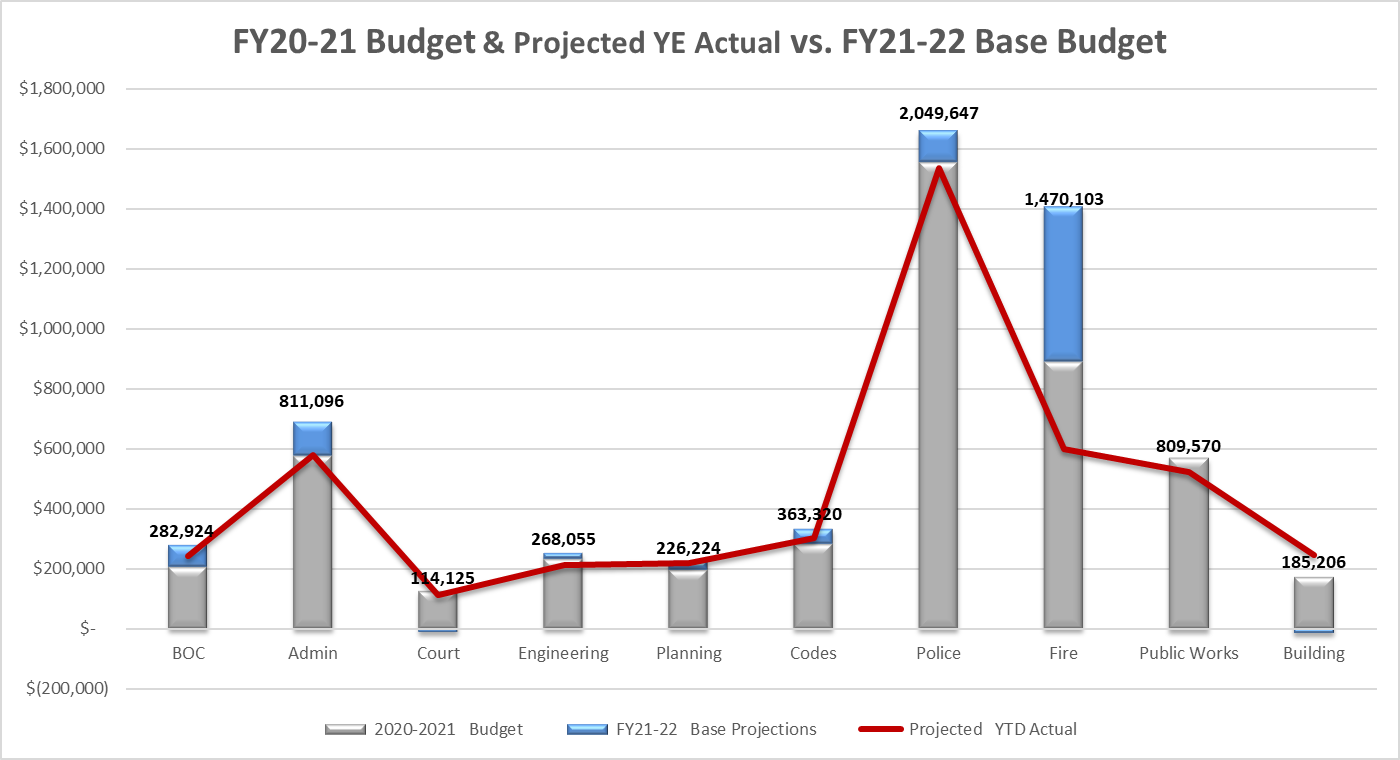 FY20-21 Budget & Projected YE Actual vs. FY21-22 Base Budget
$1,800,000
$1,600,000
$1,400,000
$1,200,000
$1,000,000
$800,000
$600,000
$400,000
$200,000
$-
$(200,000)
282,924
811,096
114,125
268,055
226,224
363,320
2,049,647
1,470,103
809,570
185,206
BOC
Admin
Court
Engineering
Planning
Codes
Police
Fire
Public Works
Building
2020-2021 Budget
FY21-22 Base Projections
Projected YTD Actual